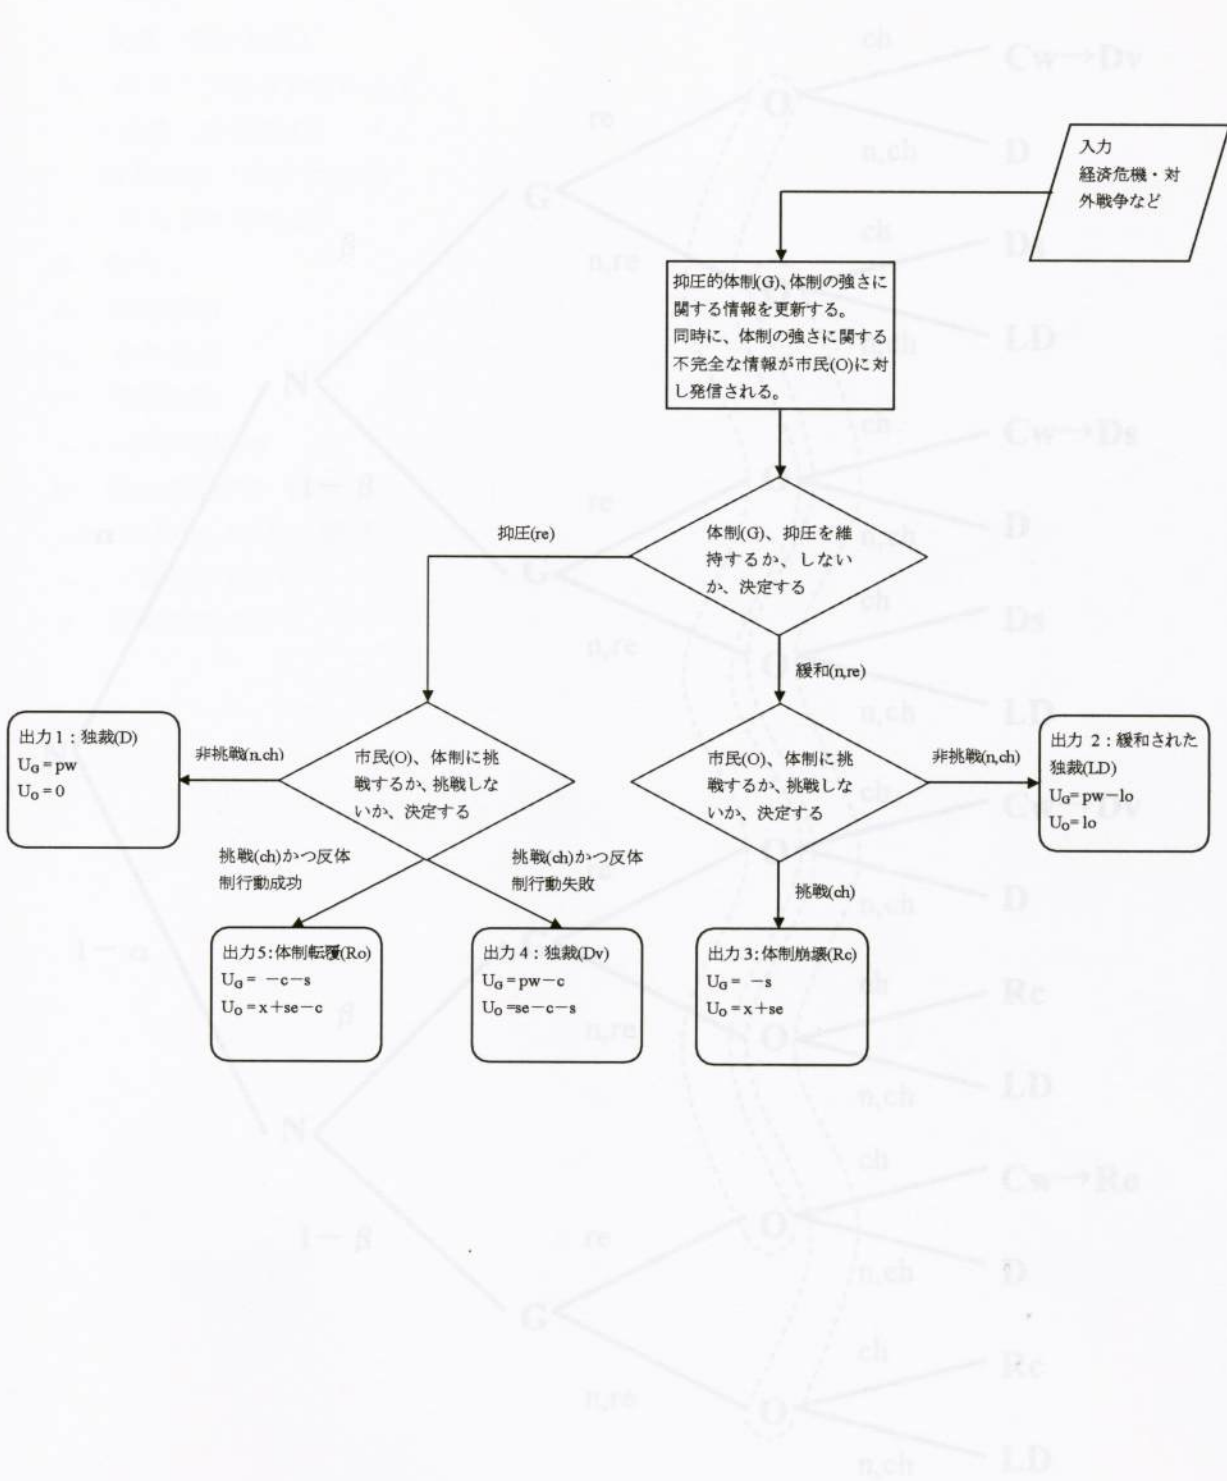 入力
経済危機・対
外戦争など
抑圧的体制(G)、体制の強さに
関する情報を更新する。
同時に、体制の強さに関する
不完全な情報が市民(O)に対
し発信される。
体制(G)、抑圧を維
持するか、しない
か、決定する
抑圧(re)
緩和(n,re)
市民(O)、体制に挑
戦するか、挑戦しな
いか、決定する
非挑戦(n,ch)
出力1：独裁(D)
UG＝pw
UO＝0
市民(O)、体制に挑
戦するか、挑戦しな
いか、決定する
非挑戦(n,ch)
出力 2：緩和された
独裁(LD)
UG＝pw－lo
UO＝lo
挑戦(ch)かつ反体
制行動成功
挑戦(ch)かつ反体
制行動失敗
挑戦(ch)
出力5：体制転覆(Ro)
UG＝ －c－s
UO＝x＋se－c
出力4：独裁(Dv)
UG＝pw－c
UO＝se－c－s
出力3：体制崩壊(Rc)
UG＝ －s
UO＝x＋se